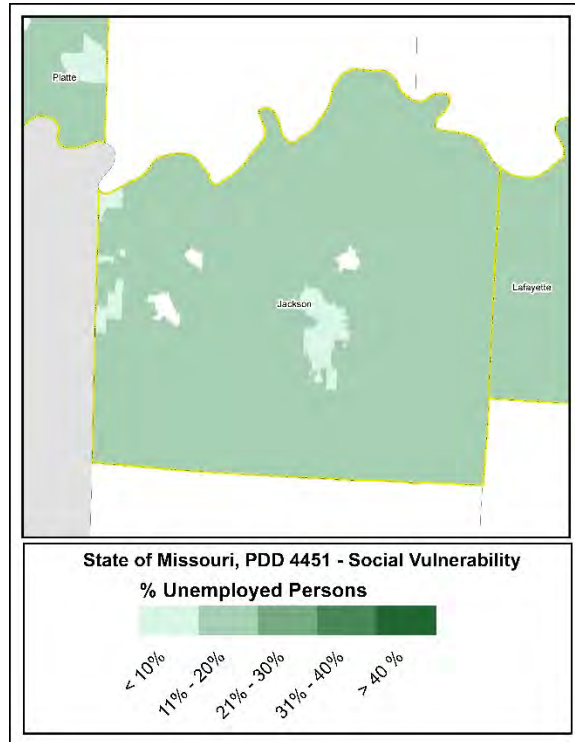 Platte
Jackson
Lafayette
State of Missouri, PDD 4451 - Social Vulnerability
% Unemployed Persons
< 10%
11% - 20%
21% - 30%
31% - 40%
> 40 %